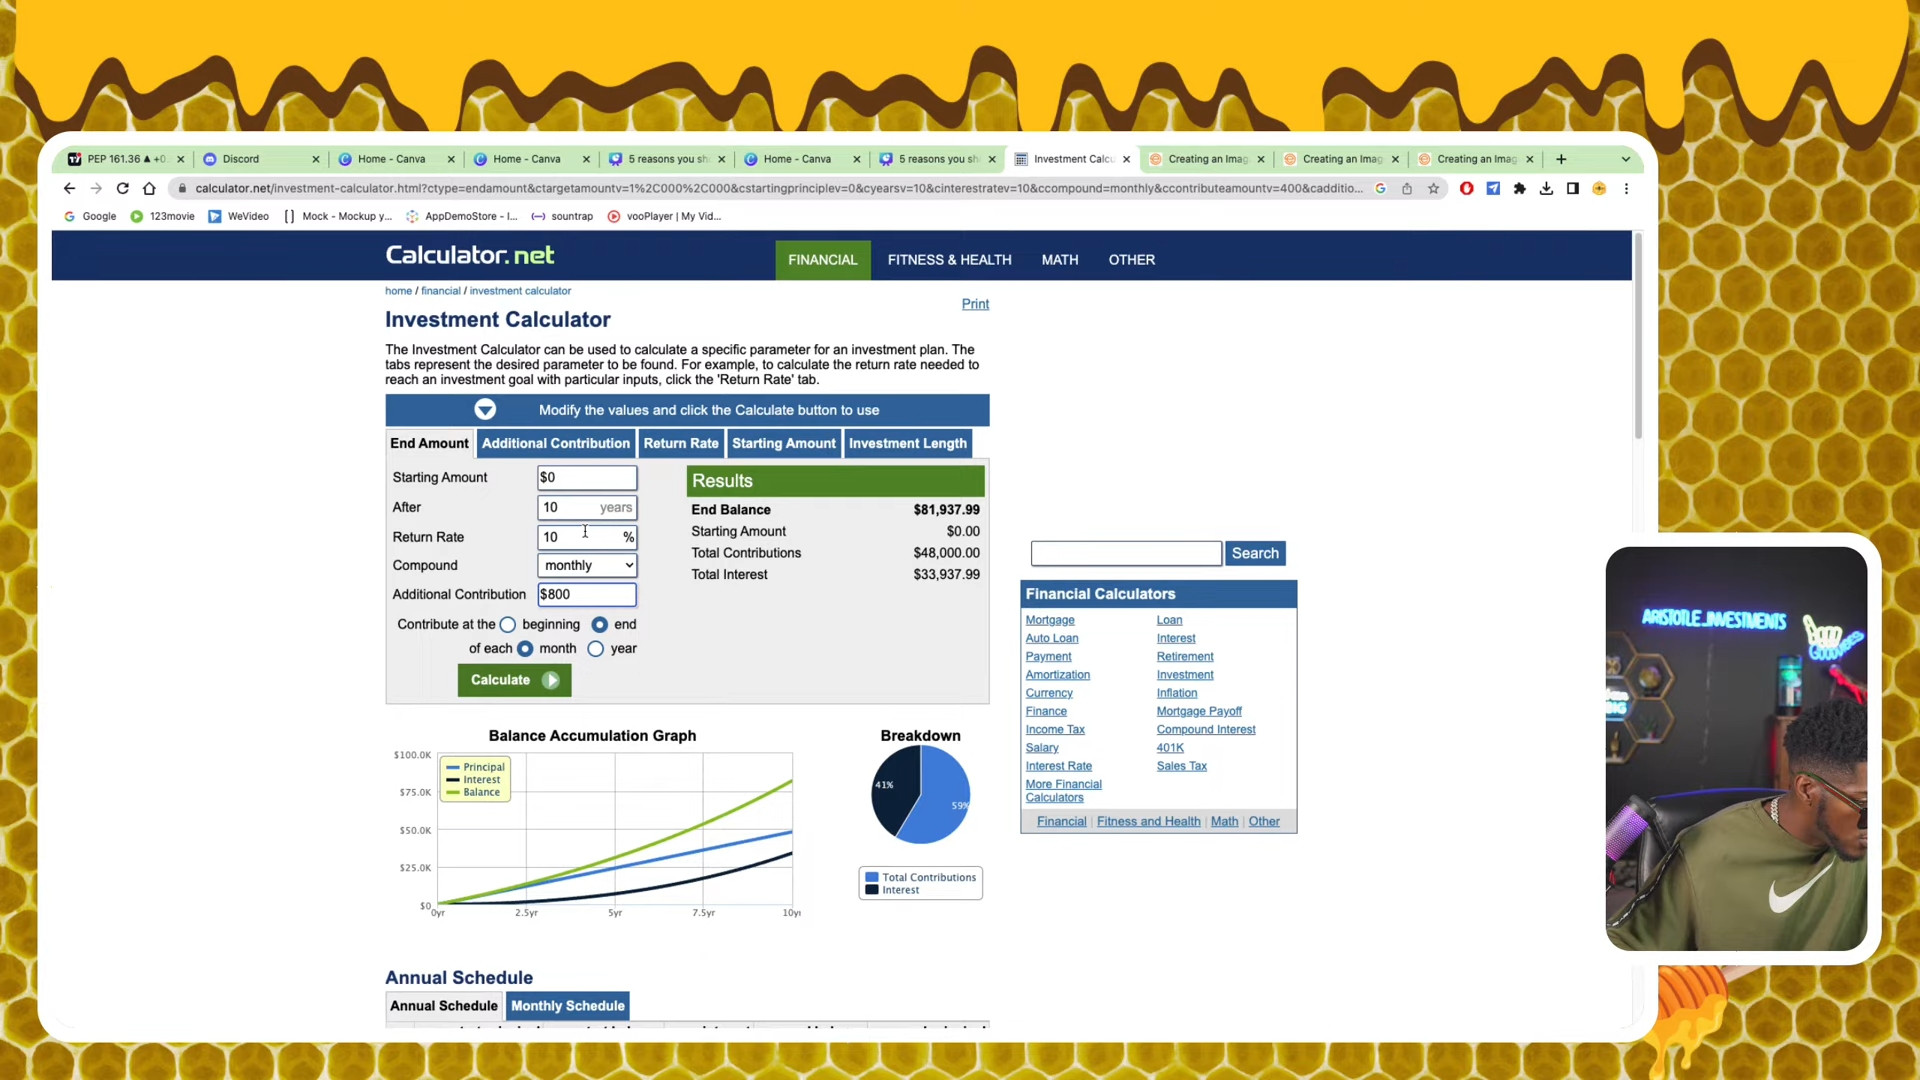 PEP 161.36 ▲ +0
Discord
Home - Canva
Home - Canva
5 reasons you sh
Home - Canva
5 reasons you sh
Investment Calcu
Creating an Imag
Creating an Imag
Creating an Imag
calculator.net/investment-calculator.html?ctype=endamount&ctargetamountv=1%2C000%2C000&cstartingprinciplev=0&cyearsv=10&cinterestratev=10&ccompound=monthly&ccontributeamountv=400&cadditio...
Google
123movie
WeVideo
Mock - Mockup y...
AppDemoStore - I...
sountrap
vooPlayer | My Vid...
Calculator.net
FINANCIAL
FITNESS & HEALTH
MATH
OTHER
home / financial / investment calculator
Print
Investment Calculator
The Investment Calculator can be used to calculate a specific parameter for an investment plan. The
tabs represent the desired parameter to be found. For example, to calculate the return rate needed to
reach an investment goal with particular inputs, click the 'Return Rate' tab.
Modify the values and click the Calculate button to use
End Amount
Additional Contribution
Return Rate
Starting Amount
Investment Length
Starting Amount $0
After 10 years
Return Rate 10 %
Compound monthly
Additional Contribution $800
Contribute at the beginning end
of each month year
Calculate
Results
End Balance $81,937.99
Starting Amount $0.00
Total Contributions $48,000.00
Total Interest $33,937.99
Search
Financial Calculators
Mortgage Loan
Auto Loan Interest
Payment Retirement
Amortization Investment
Currency Inflation
Finance Mortgage Payoff
Income Tax Compound Interest
Salary 401K
Interest Rate Sales Tax
More Financial
Calculators
Financial | Fitness and Health | Math | Other
ARISTOTLE_INVESTMENTS
GOODVIBES
Balance Accumulation Graph
$100.0K
$75.0K
$50.0K
$25.0K
$0
0yr
2.5yr
5yr
7.5yr
10yr
Principal
Interest
Balance
Breakdown
41%
59%
Total Contributions
Interest
Annual Schedule
Annual Schedule
Monthly Schedule